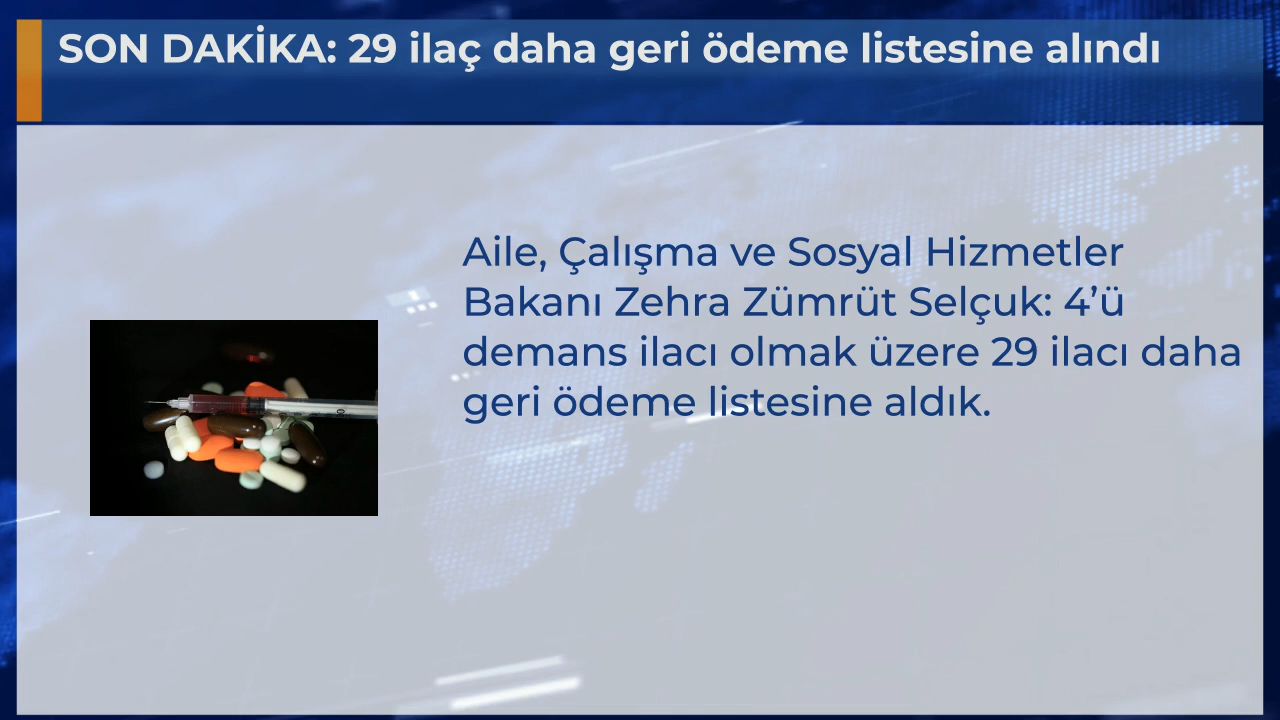 SON DAKİKA: 29 ilaç daha geri ödeme listesine alındı
Aile, Çalışma ve Sosyal Hizmetler
Bakanı Zehra Zümrüt Selçuk: 4’ü
demans ilacı olmak üzere 29 ilacı daha
geri ödeme listesine aldık.